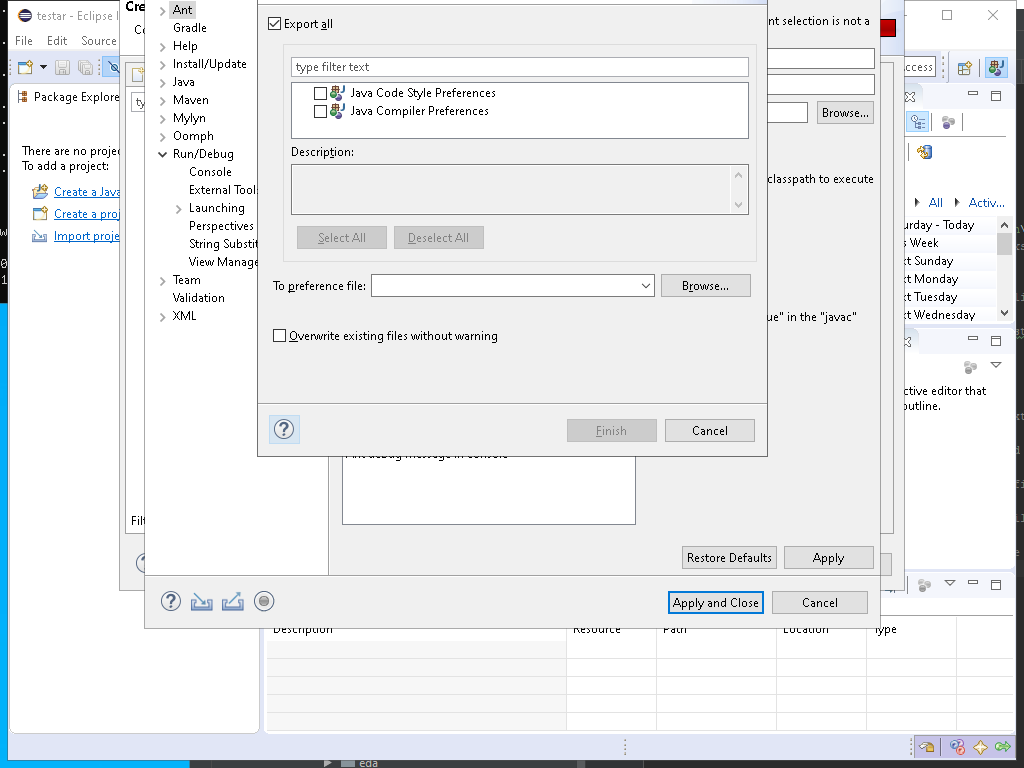 testar - Eclipse I
File Edit Source
Package Explore
There are no proje
To add a project:
Create a Java
Create a proj
Import proje
Cre
Filt
Ant
Gradle
Help
Install/Update
Java
Maven
Mylyn
Oomph
Run/Debug
Console
External Tool
Launching
Perspectives
String Substit
View Manage
Team
Validation
XML
Export all
type filter text
Java Code Style Preferences
Java Compiler Preferences
Description:
Select All Deselect All
To preference file: Browse...
Overwrite existing files without warning
Finish Cancel
nt selection is not a
Browse...
classpath to execute
ue" in the "javac"
Ant debug message in console
Restore Defaults Apply
Apply and Close Cancel
ccess
All Activ...
urday - Today
s Week
xt Sunday
xt Monday
xt Tuesday
xt Wednesday
ctive editor that
outline.
Description Resource Path Location Type
eda